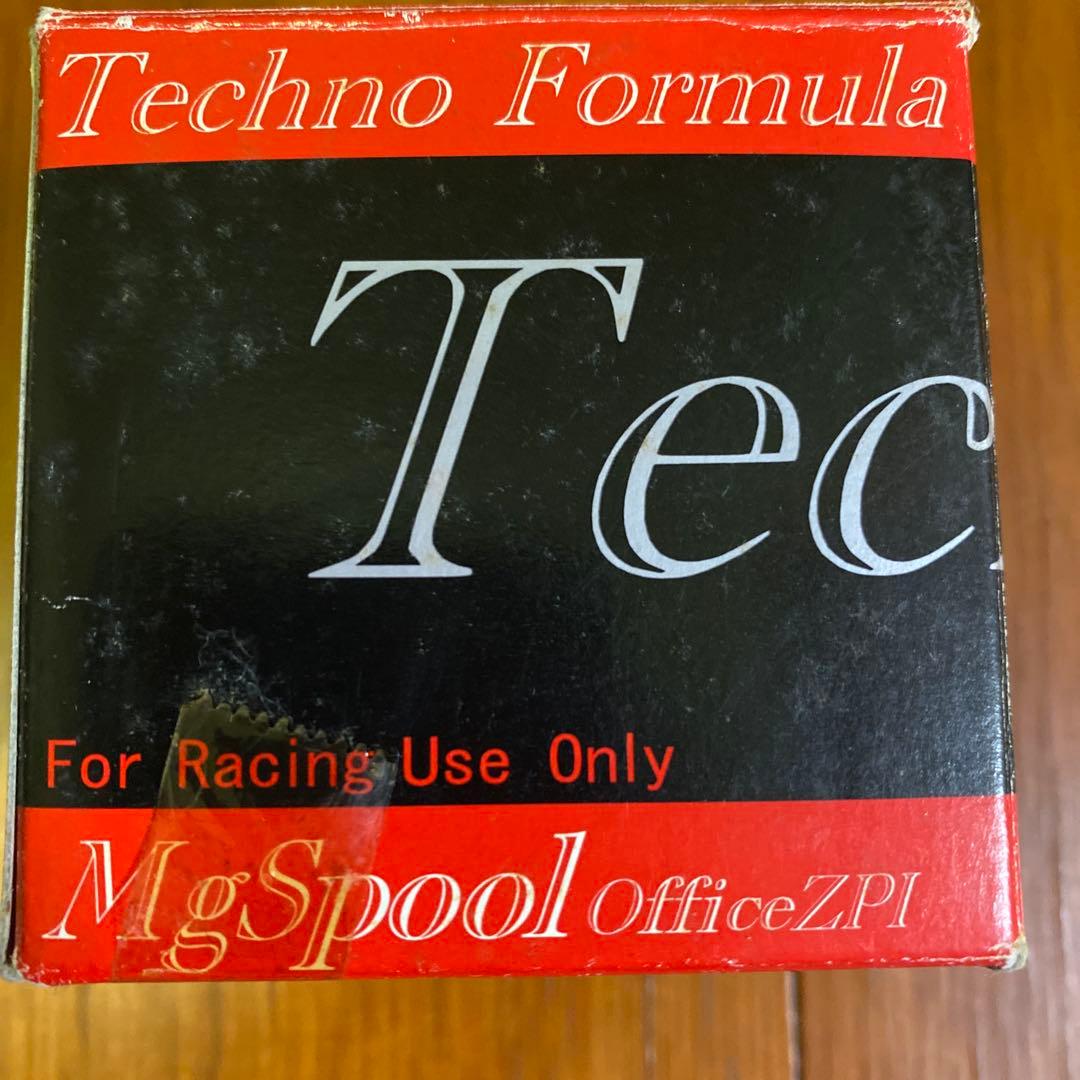 Techno Formula
Tec
For Racing Use Only
MgSpool OfficeZPI